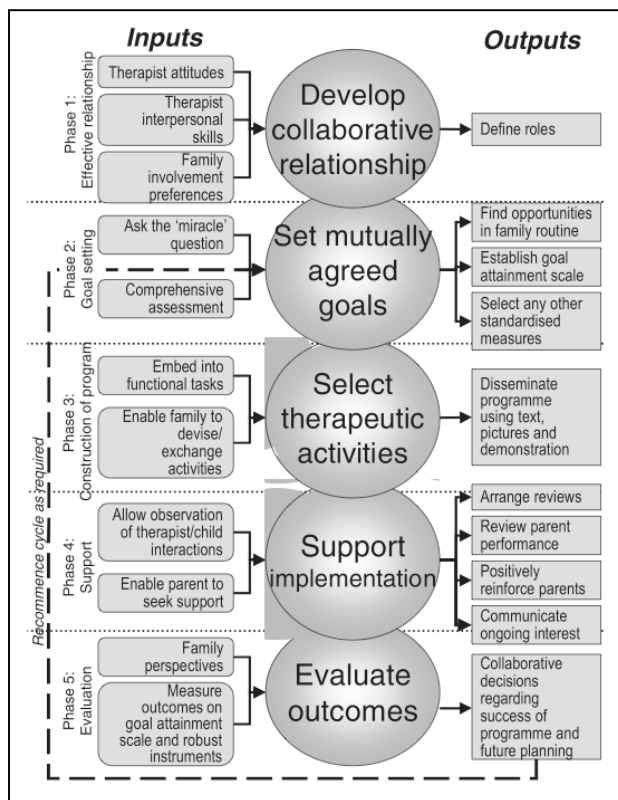 Inputs
Outputs
Phase 1:
Effective relationship
Therapist attitudes
Therapist
interpersonal
skills
Family
involvement
preferences
Develop
collaborative
relationship
Define roles
Phase 2:
Goal setting
Ask the ‘miracle’
question
Comprehensive
assessment
Set mutually
agreed
goals
Find opportunities
in family routine
Establish goal
attainment scale
Select any other
standardised
measures
Phase 3:
Construction of program
Embed into
functional tasks
Enable family to
devise/
exchange
activities
Select
therapeutic
activities
Disseminate
programme
using text,
pictures and
demonstration
Phase 4:
Support
Allow observation
of therapist/child
interactions
Enable parent to
seek support
Support
implementation
Arrange reviews
Review parent
performance
Positively
reinforce parents
Communicate
ongoing interest
Phase 5:
Evaluation
Family
perspectives
Measure
outcomes on
goal attainment
scale and robust
instruments
Evaluate
outcomes
Collaborative
decisions
regarding
success of
programme and
future planning
Recommence cycle as required